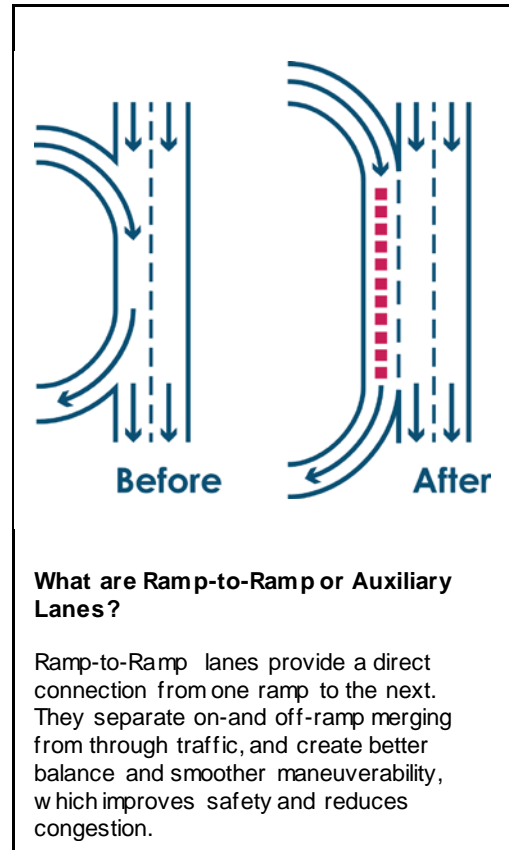 Before
After
What are Ramp-to-Ramp or Auxiliary
Lanes?
Ramp-to-Ramp lanes provide a direct
connection from one ramp to the next.
They separate on-and off-ramp merging
from through traffic, and create better
balance and smoother maneuverability,
which improves safety and reduces
congestion.